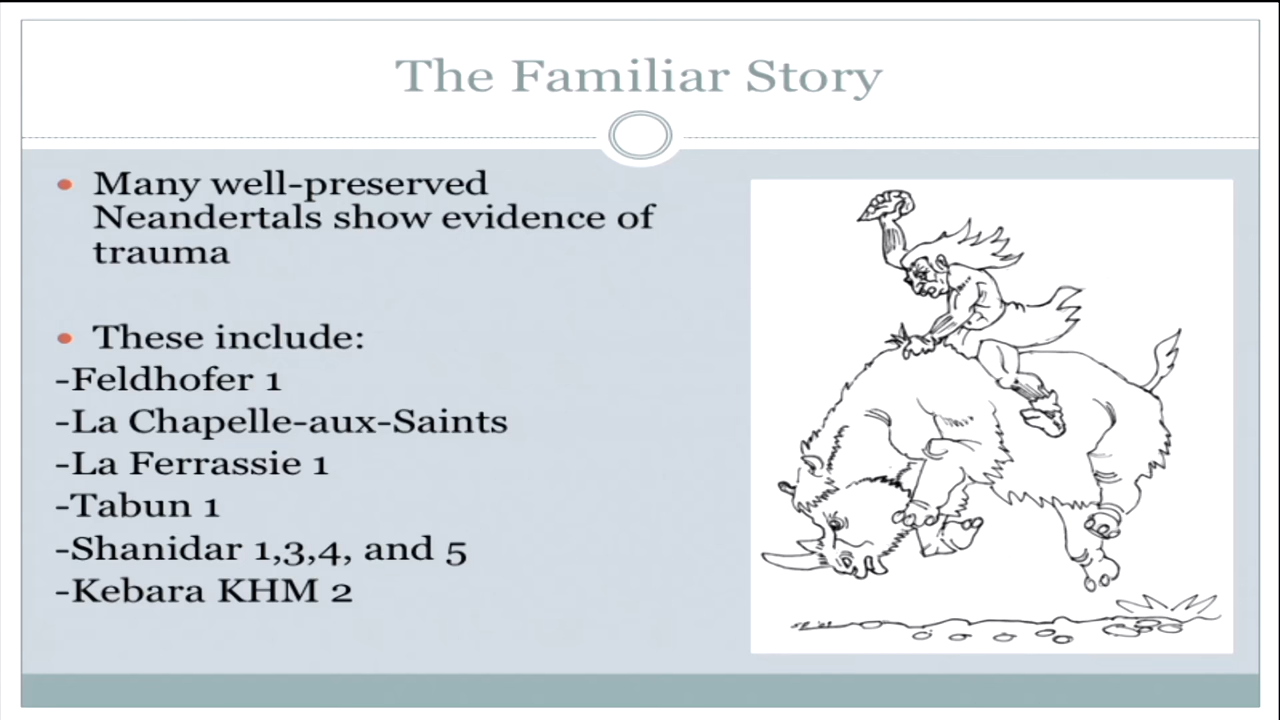 The Familiar Story
• Many well-preserved
Neandertals show evidence of
trauma
• These include:
-Feldhofer 1
-La Chapelle-aux-Saints
-La Ferrassie 1
-Tabun 1
-Shanidar 1,3,4, and 5
-Kebara KHM 2